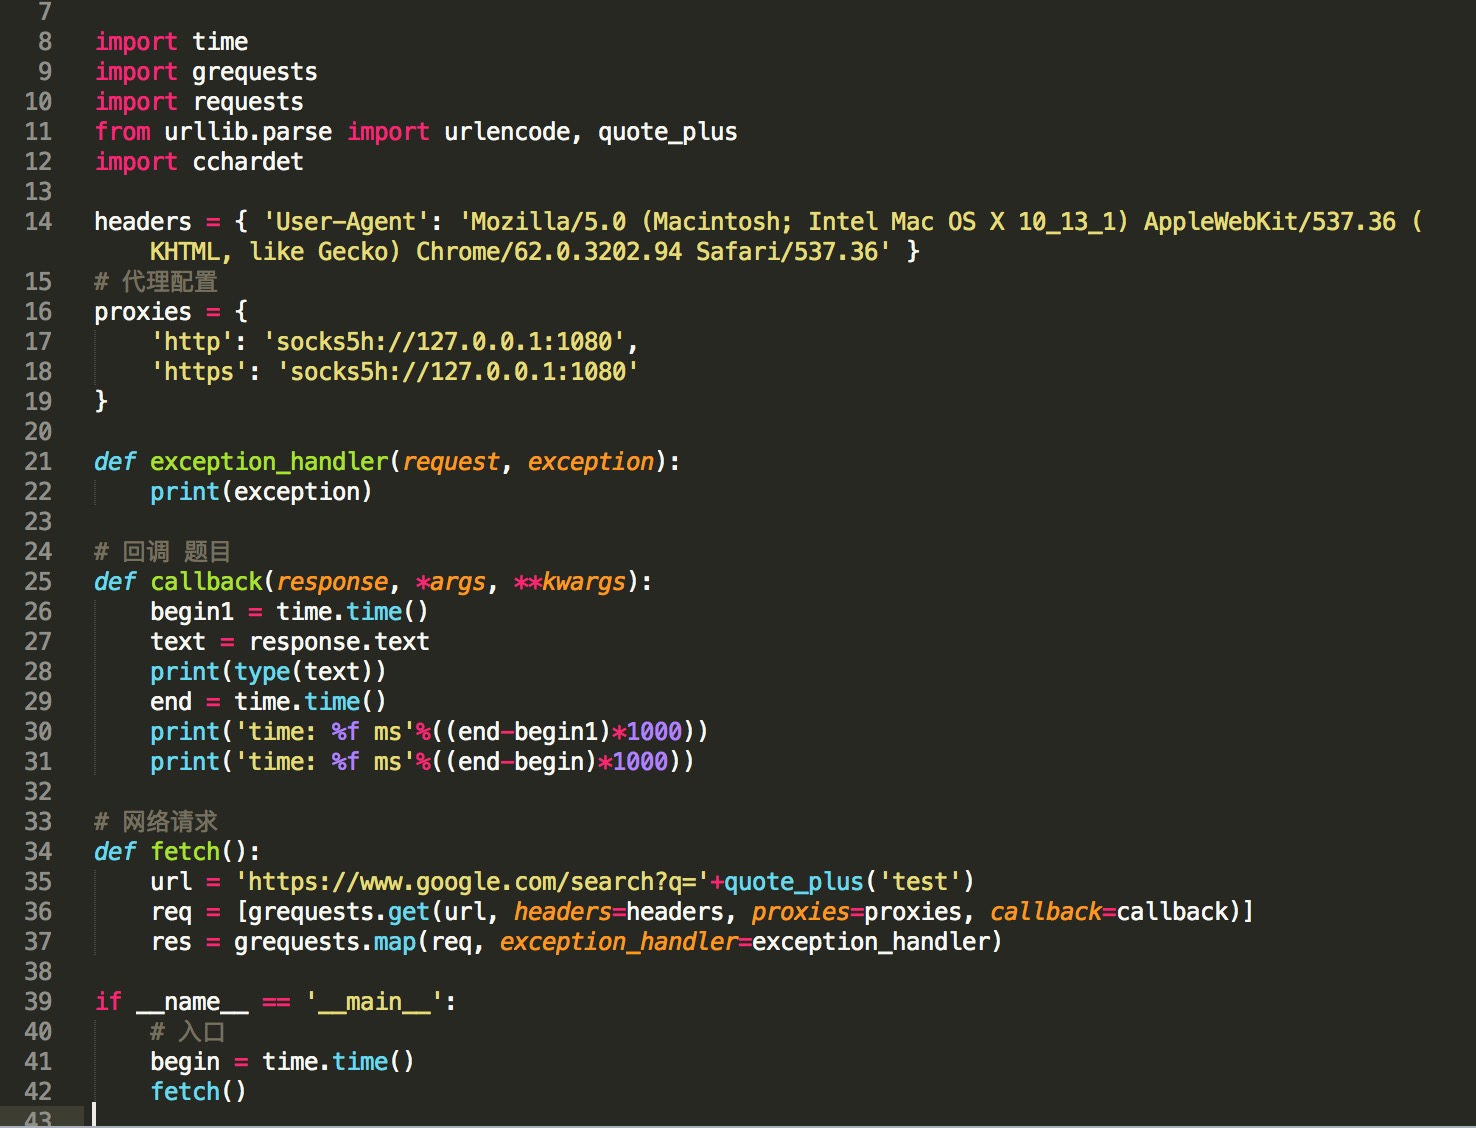 7
8 import time
9 import grequests
10 import requests
11 from urllib.parse import urlencode, quote_plus
12 import cchardet
13
14 headers = { 'User-Agent': 'Mozilla/5.0 (Macintosh; Intel Mac OS X 10_13_1) AppleWebKit/537.36 (
KHTML, like Gecko) Chrome/62.0.3202.94 Safari/537.36' }
15 # 代理配置
16 proxies = {
17     'http': 'socks5h://127.0.0.1:1080',
18     'https': 'socks5h://127.0.0.1:1080'
19 }
20
21 def exception_handler(request, exception):
22     print(exception)
23
24 # 回调 题目
25 def callback(response, *args, **kwargs):
26     begin1 = time.time()
27     text = response.text
28     print(type(text))
29     end = time.time()
30     print('time: %f ms'%((end-begin1)*1000))
31     print('time: %f ms'%((end-begin)*1000))
32
33 # 网络请求
34 def fetch():
35     url = 'https://www.google.com/search?q='+quote_plus('test')
36     req = [grequests.get(url, headers=headers, proxies=proxies, callback=callback)]
37     res = grequests.map(req, exception_handler=exception_handler)
38
39 if __name__ == '__main__':
40     # 入口
41     begin = time.time()
42     fetch()
43